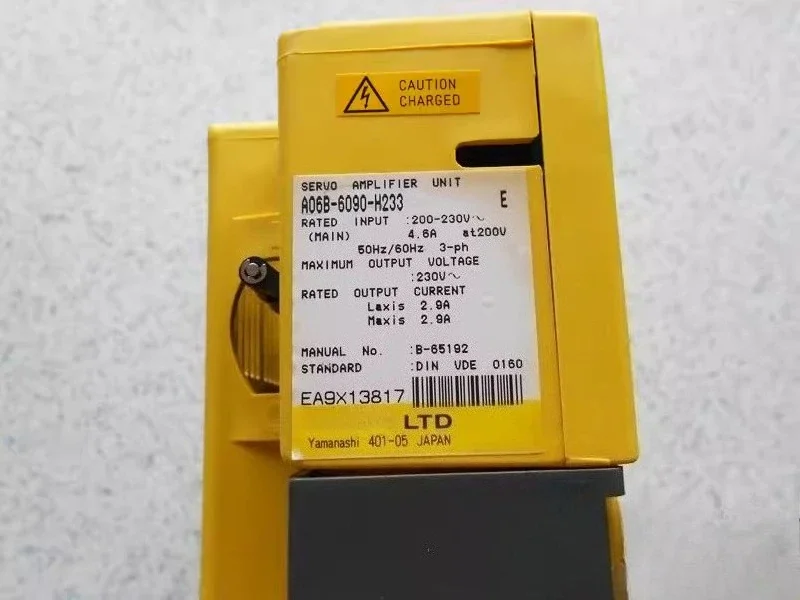 CAUTION
CHARGED
SERVO AMPLIFIER UNIT
A06B-6090-H233 E
RATED INPUT :200-230V～
(MAIN) 4.6A at200V
50Hz/60Hz 3-ph
MAXIMUM OUTPUT VOLTAGE
:230V～
RATED OUTPUT CURRENT
Laxis 2.9A
Maxis 2.9A
MANUAL No. :B-65192
STANDARD :DIN VDE 0160
EA9X13817
LTD
Yamanashi 401-05 JAPAN